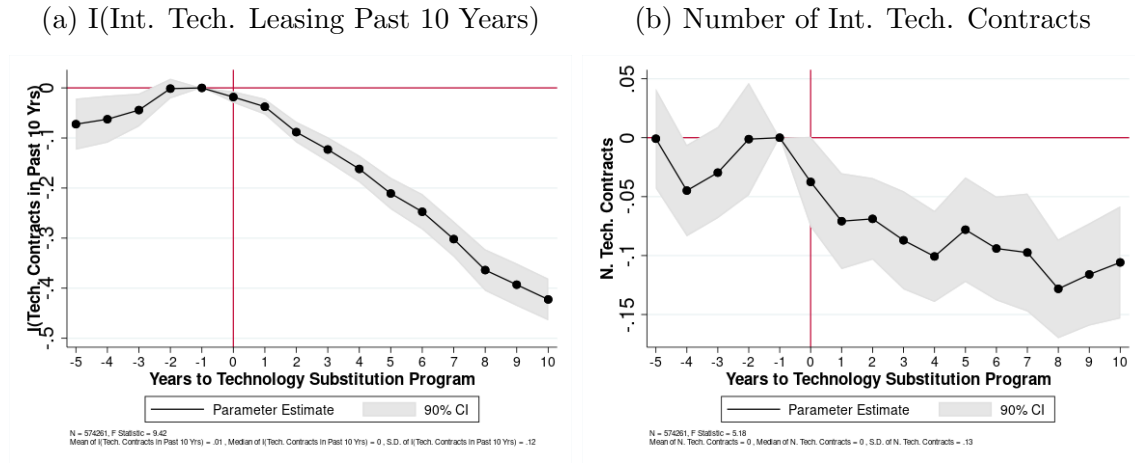 (a) I(Int. Tech. Leasing Past 10 Years)
I(Tech. Contracts in Past 10 Yrs)
0
-.1
-.2
-.3
-.4
-.5
-5 -4 -3 -2 -1 0 1 2 3 4 5 6 7 8 9 10
Years to Technology Substitution Program
Parameter Estimate 90% CI
N = 574261, F Statistic = 9.42
Mean of I(Tech. Contracts in Past 10 Yrs) = .01 , Median of I(Tech. Contracts in Past 10 Yrs) = 0 , S.D. of I(Tech. Contracts in Past 10 Yrs) = .12
(b) Number of Int. Tech. Contracts
N. Tech. Contracts
.05
0
-.05
-.1
-.15
-5 -4 -3 -2 -1 0 1 2 3 4 5 6 7 8 9 10
Years to Technology Substitution Program
Parameter Estimate 90% CI
N = 574261, F Statistic = 5.18
Mean of N. Tech. Contracts = 0 , Median of N. Tech. Contracts = 0 , S.D. of N. Tech. Contracts = .13